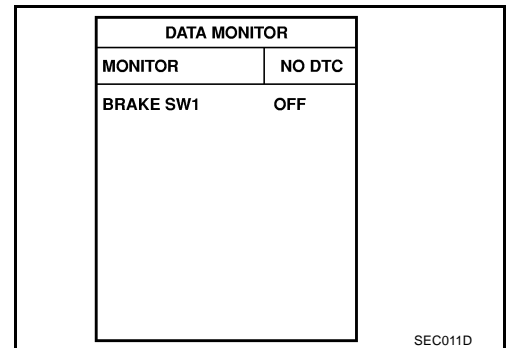 DATA MONITOR
MONITOR NO DTC
BRAKE SW1 OFF
SEC011D